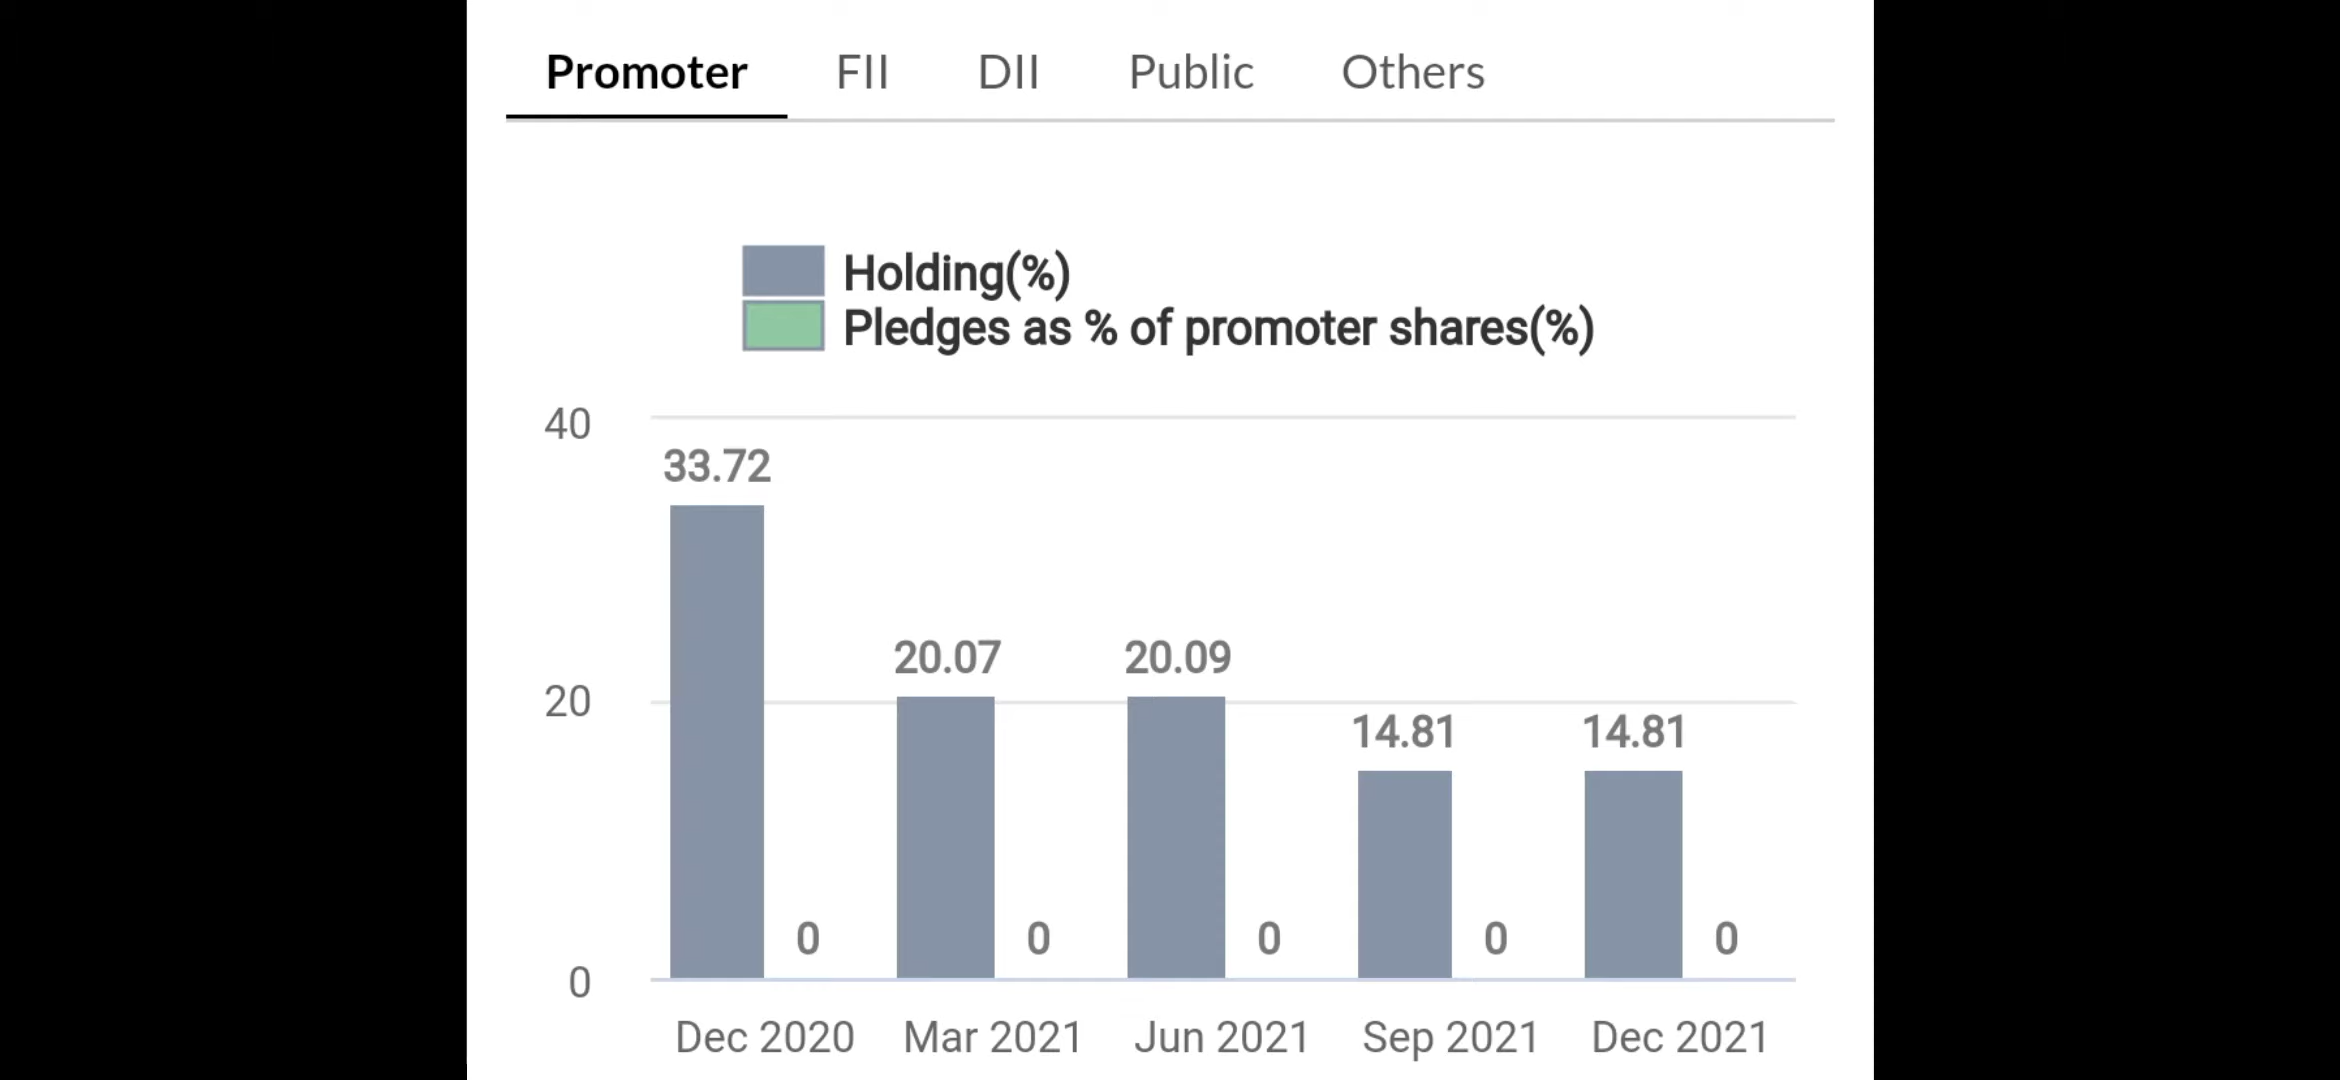 Promoter FII DII Public Others
Holding(%)
Pledges as % of promoter shares(%)
40
33.72
20.07 20.09
20
14.81 14.81
0 0 0 0 0
0
Dec 2020 Mar 2021 Jun 2021 Sep 2021 Dec 2021